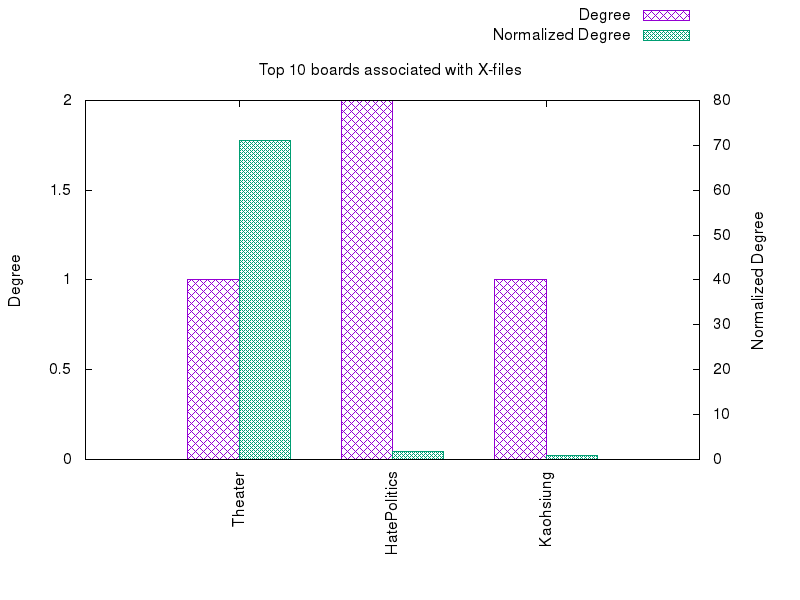 Degree
Normalized Degree
Top 10 boards associated with X-files
2 80
70
1.5 60
50
1 40
30
0.5 20
10
0 0
Degree
Normalized Degree
Theater
HatePolitics
Kaohsiung